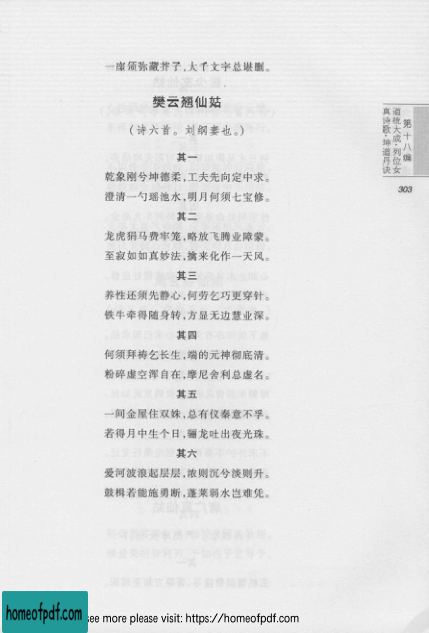 一座须弥藏芥子,大千文字总堪删。
樊云翘仙姑
(诗六首。刘纲妻也。)
其一
乾象刚兮坤德柔,工夫先向定中求。
澄清一勺瑶池水,明月何须七宝修。
其二
龙虎狷马费牢笼,略放飞腾业障蒙。
至寂如如真妙法,擒来化作一天风。
其三
养性还须先静心,何劳乞巧更穿针。
铁牛牵得随身转,方显无边慧业深。
其四
何须拜祷乞长生,端的元神彻底清。
粉碎虚空浑自在,摩尼舍利总虚名。
其五
一间金屋住双姝,总有仪秦意不孚。
若得月中生个日,骊龙吐出夜光珠。
其六
爱河波浪起层层,浓则沉兮淡则升。
鼓楫若能施勇断,蓬莱弱水岂难凭。
第十八编
道统大成·列位女
真诗歌·坤道丹诀
303
homeofpdf.com
see more please visit: https://homeofpdf.com